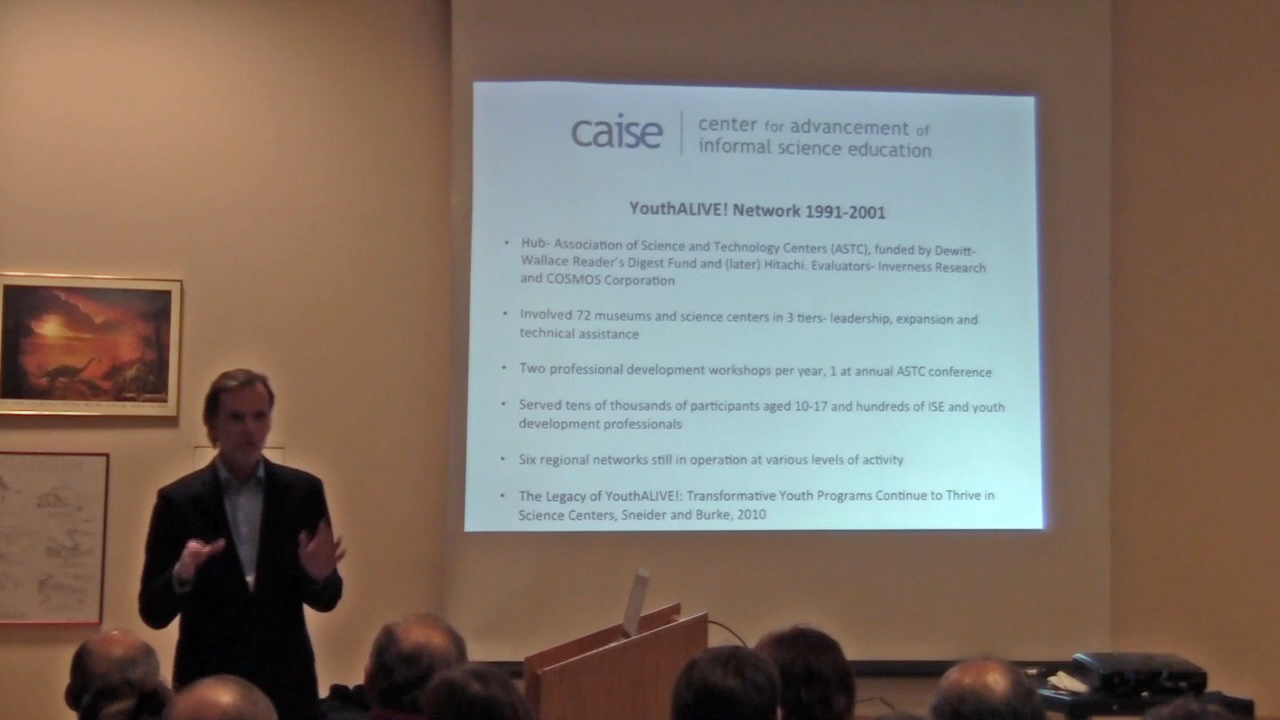 caise
center for advancement of
informal science education
YouthALIVE! Network 1991-2001
• Hub- Association of Science and Technology Centers (ASTC), funded by Dewitt-
Wallace Reader's Digest Fund and (later) Hitachi. Evaluators- Inverness Research
and COSMOS Corporation
• Involved 72 museums and science centers in 3 tiers- leadership, expansion and
technical assistance
• Two professional development workshops per year, 1 at annual ASTC conference
• Served tens of thousands of participants aged 10-17 and hundreds of ISE and youth
development professionals
• Six regional networks still in operation at various levels of activity
• The Legacy of YouthALIVE!: Transformative Youth Programs Continue to Thrive in
Science Centers, Sneider and Burke, 2010